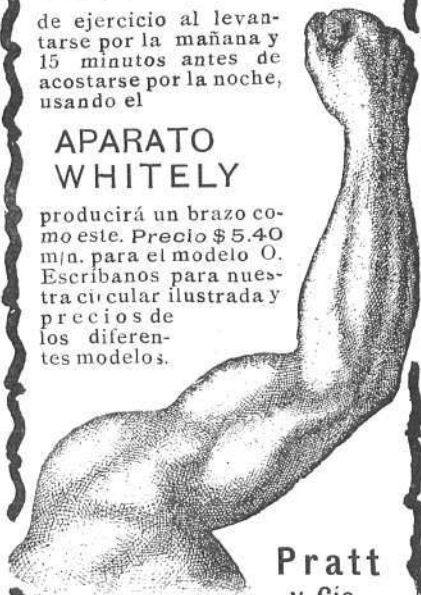 de ejercicio al levan-
tarse por la mañana y
15 minutos antes de
acostarse por la noche,
usando el
APARATO
WHITELY
producirá un brazo co-
mo este. Precio $ 5.40
m/n. para el modelo O.
Escríbanos para nues-
tra circular ilustrada y
precios de
los diferen-
tes modelos.
Pratt
y Cia